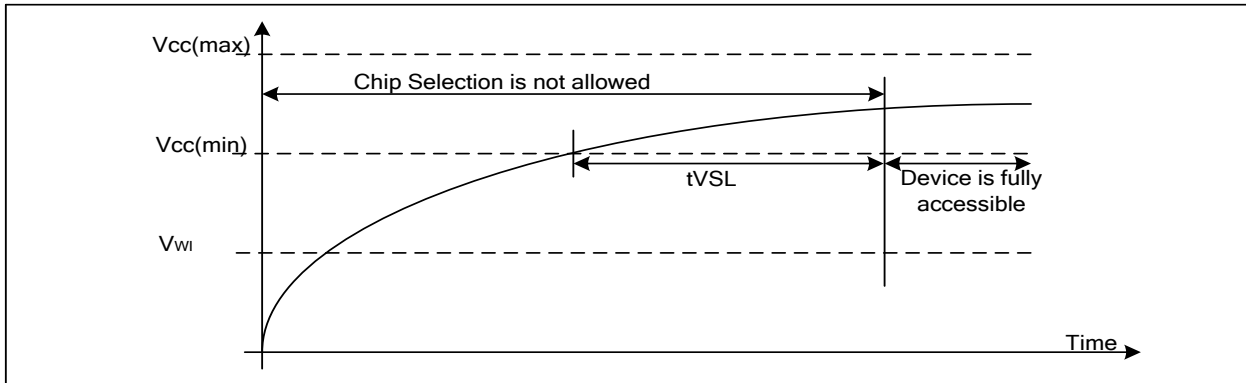 Vcc(max)
Chip Selection is not allowed
Vcc(min)
tVSL
Device is fully
accessible
VWI
Time